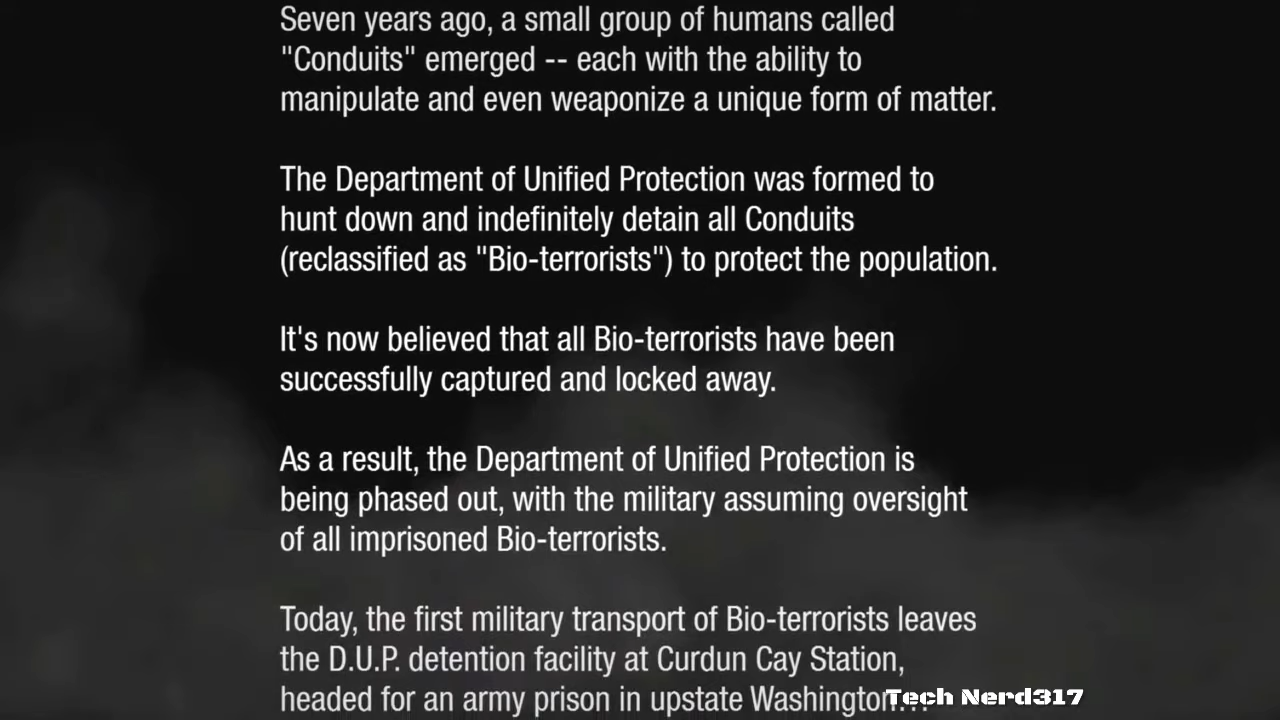 Seven years ago, a small group of humans called
"Conduits" emerged -- each with the ability to
manipulate and even weaponize a unique form of matter.
The Department of Unified Protection was formed to
hunt down and indefinitely detain all Conduits
(reclassified as "Bio-terrorists") to protect the population.
It's now believed that all Bio-terrorists have been
successfully captured and locked away.
As a result, the Department of Unified Protection is
being phased out, with the military assuming oversight
of all imprisoned Bio-terrorists.
Today, the first military transport of Bio-terrorists leaves
the D.U.P. detention facility at Curdun Cay Station,
headed for an army prison in upstate Washington...
Tech Nerd317